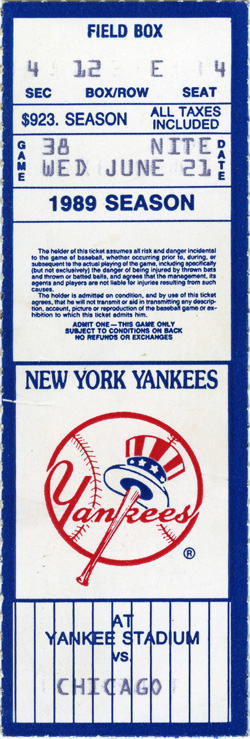 FIELD BOX
4 12 E 4
SEC BOX/ROW SEAT
$923. SEASON ALL TAXES INCLUDED
GAME 38 NITE DATE
WED JUNE 21
1989 SEASON
The holder of this ticket assumes all risk and danger incidental
to the game of baseball, whether occurring prior to, during, or
subsequent to the actual playing of the game, including specifically
(but not exclusively) the danger of being injured by thrown bats
and thrown or batted balls, and agrees that the management, its
agents and players are not liable for injuries resulting from such
causes.
The holder is admitted on condition, and by use of this ticket
agrees, that he will not transmit or aid in transmitting any descrip-
tion, account, picture or reproduction of the baseball game or ex-
hibition to which this ticket admits him.
ADMIT ONE — THIS GAME ONLY
SUBJECT TO CONDITIONS ON BACK
NO REFUNDS OR EXCHANGES
NEW YORK YANKEES
Yankees
®
AT
YANKEE STADIUM
VS.
CHICAGO